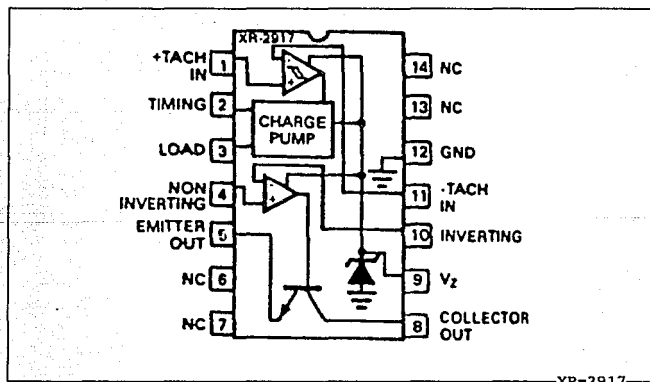 XR-2917
+TACH
IN
1
TIMING
2
LOAD
3
NON
INVERTING
4
EMITTER
OUT
5
NC
6
NC
7
CHARGE
PUMP
14
NC
13
NC
12
GND
11
-TACH
IN
10
INVERTING
9
VZ
8
COLLECTOR
OUT
-
+
-
+
XR-2917